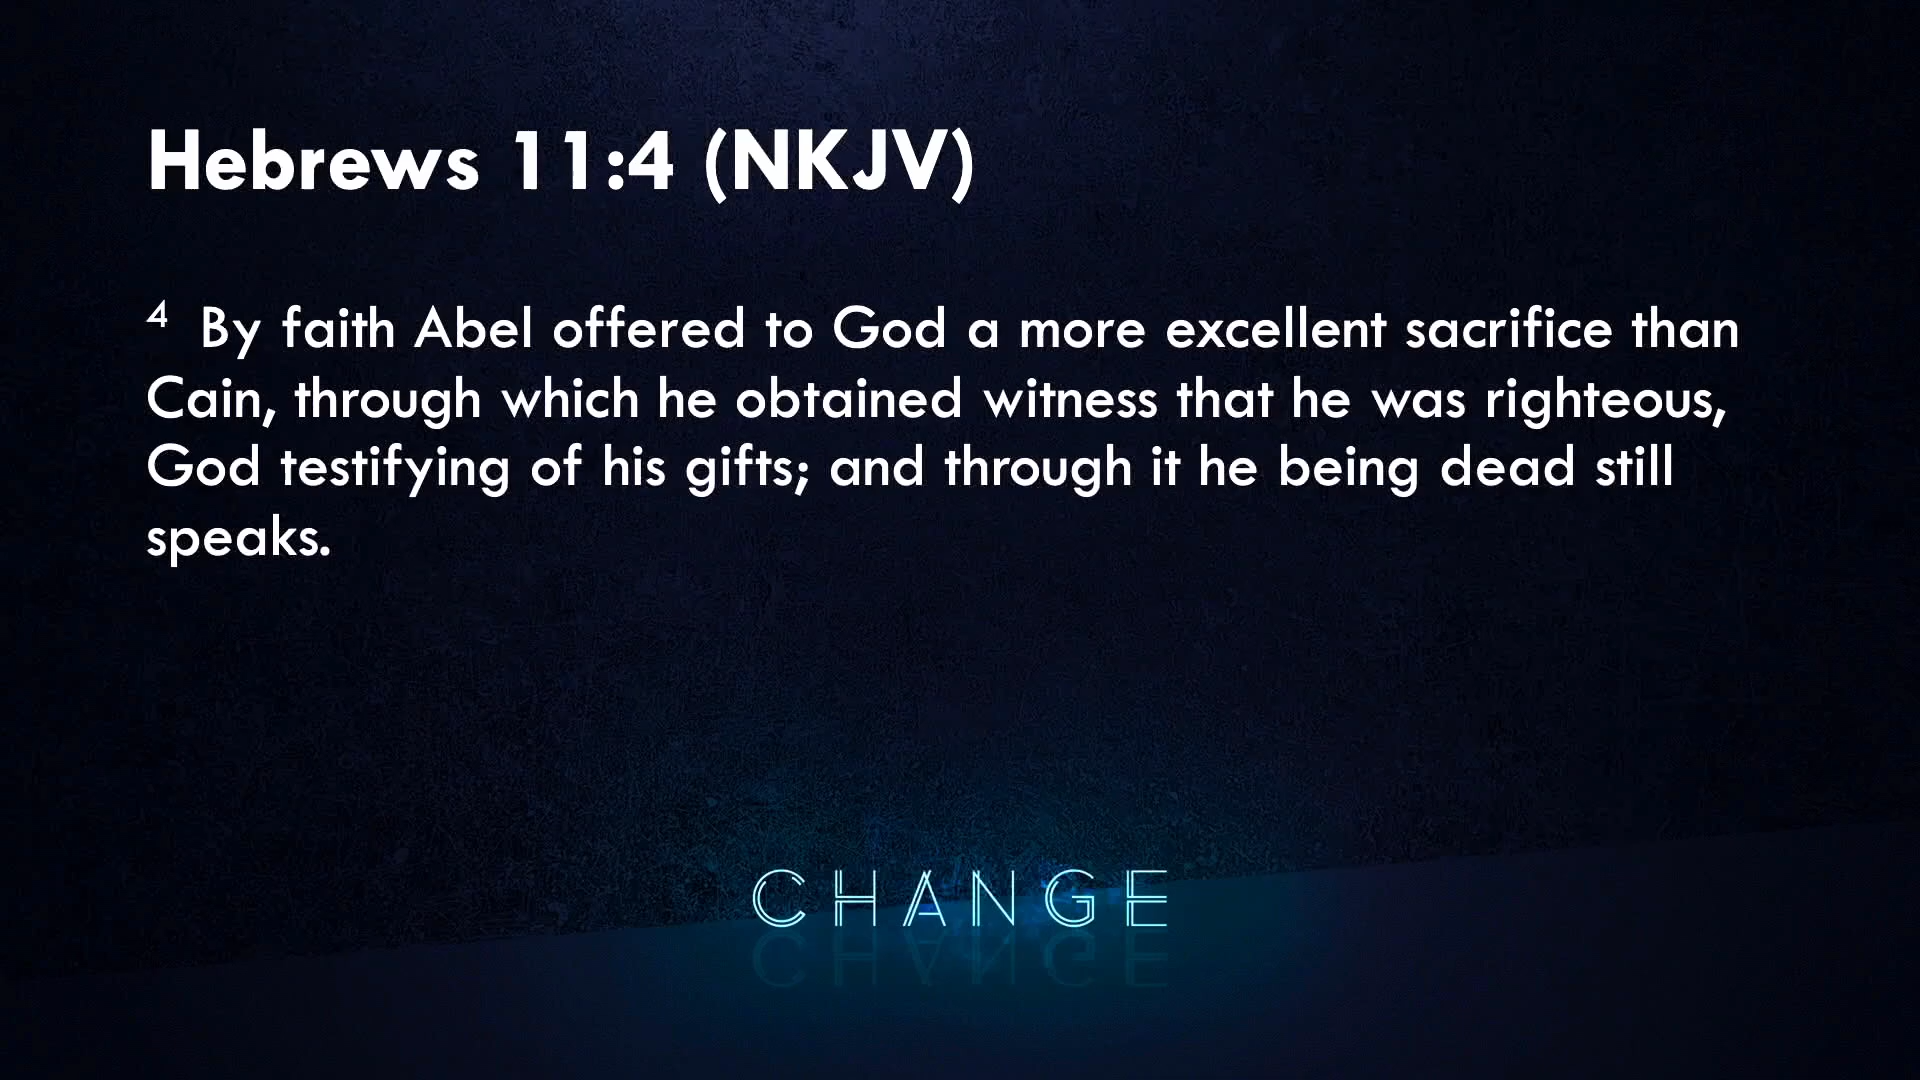 Hebrews 11:4 (NKJV)
4 By faith Abel offered to God a more excellent sacrifice than
Cain, through which he obtained witness that he was righteous,
God testifying of his gifts; and through it he being dead still
speaks.
CHANGE